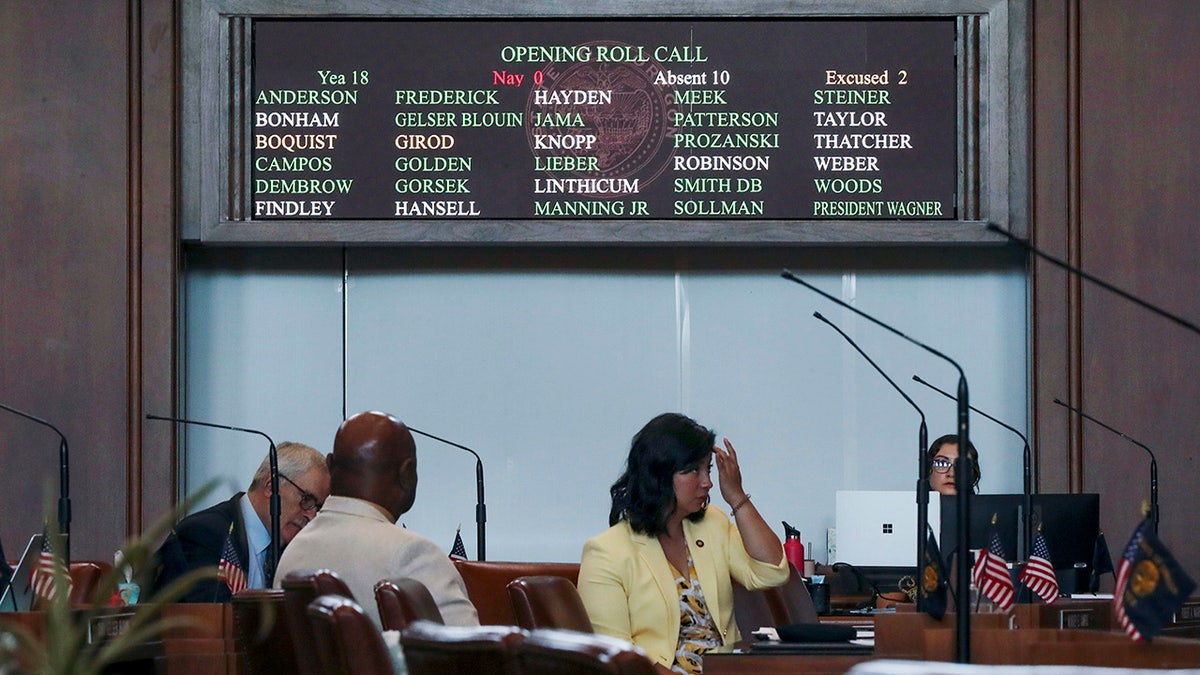 OPENING ROLL CALL
Yea 18 Nay 0 Absent 10 Excused 2
ANDERSON FREDERICK HAYDEN MEEK STEINER
BONHAM GELSER BLOUIN JAMA PATTERSON TAYLOR
BOQUIST GIROD KNOPP PROZANSKI THATCHER
CAMPOS GOLDEN LIEBER ROBINSON WEBER
DEMBROW GORSEK LINTHICUM SMITH DB WOODS
FINDLEY HANSELL MANNING JR SOLLMAN PRESIDENT WAGNER